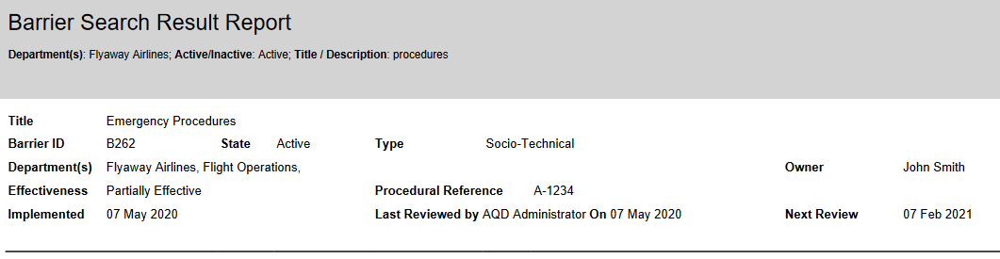 Barrier Search Result Report
Department(s): Flyaway Airlines; Active/Inactive: Active; Title / Description: procedures
Title Emergency Procedures
Barrier ID B262 State Active Type Socio-Technical
Department(s) Flyaway Airlines, Flight Operations, Owner John Smith
Effectiveness Partially Effective Procedural Reference A-1234
Implemented 07 May 2020 Last Reviewed by AQD Administrator On 07 May 2020 Next Review 07 Feb 2021